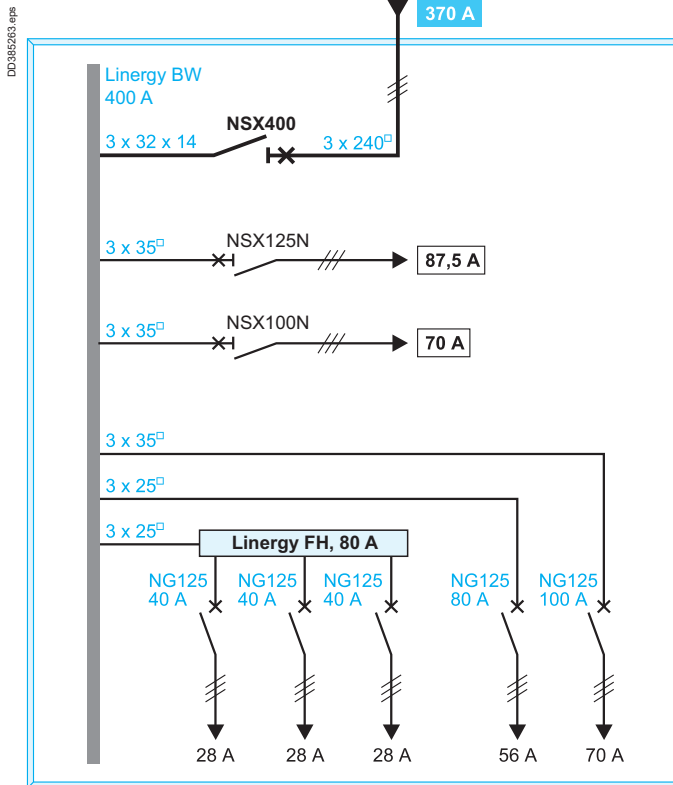 DD385263.eps
370 A
Linergy BW
400 A
NSX400
3 x 32 x 14
3 x 240□
3 x 35□
NSX125N
87,5 A
3 x 35□
NSX100N
70 A
3 x 35□
3 x 25□
3 x 25□
Linergy FH, 80 A
NG125 NG125 NG125 NG125 NG125
40 A 40 A 40 A 80 A 100 A
28 A 28 A 28 A 56 A 70 A